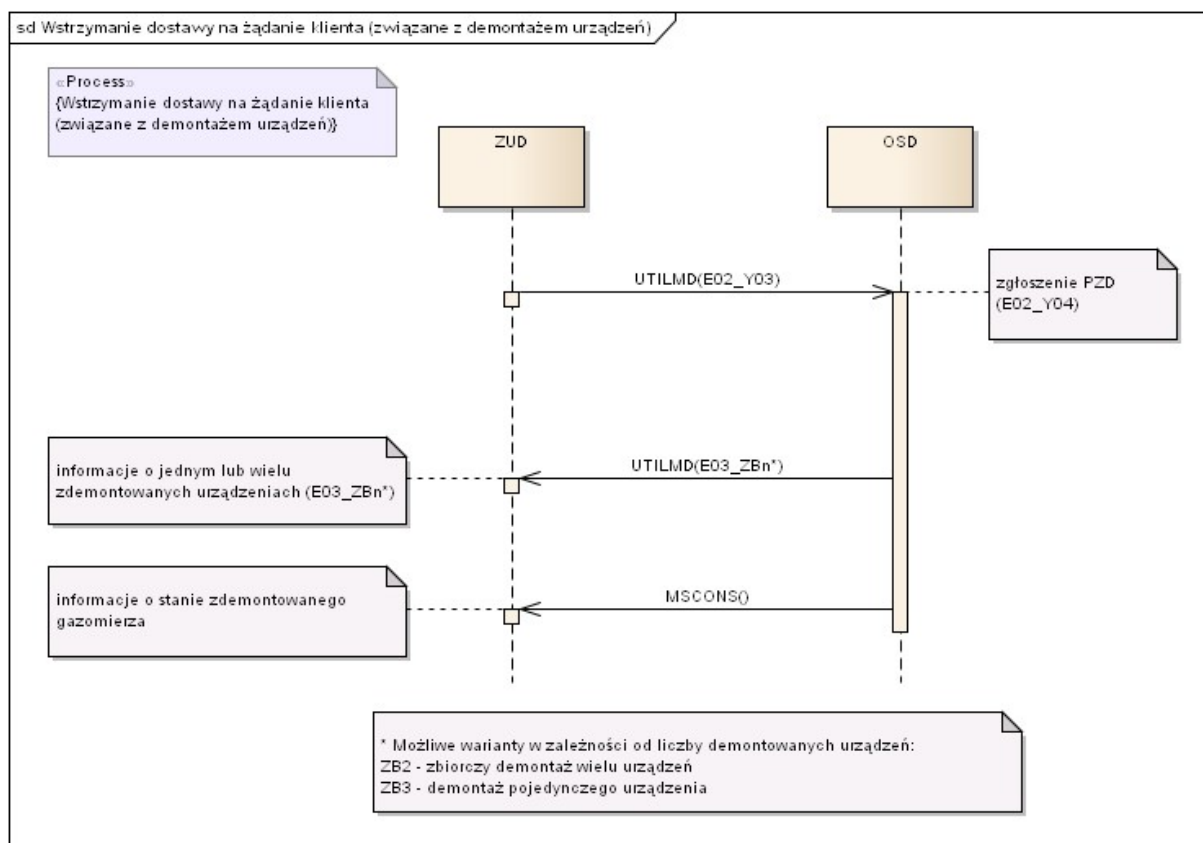 sd Wstrzymanie dostawy na żądanie klienta (związane z demontażem urządzeń)
«Process»
{Wstrzymanie dostawy na żądanie klienta
(związane z demontażem urządzeń)}
ZUD
OSD
UTILMD(E02_Y03)
zgłoszenie PZD
(E02_Y04)
informacje o jednym lub wielu
zdemontowanych urządzeniach (E03_ZBn*)
UTILMD(E03_ZBn*)
informacje o stanie zdemontowanego
gazomierza
MSCONS()
* Możliwe warianty w zależności od liczby demontowanych urządzeń:
ZB2 - zbiorczy demontaż wielu urządzeń
ZB3 - demontaż pojedynczego urządzenia